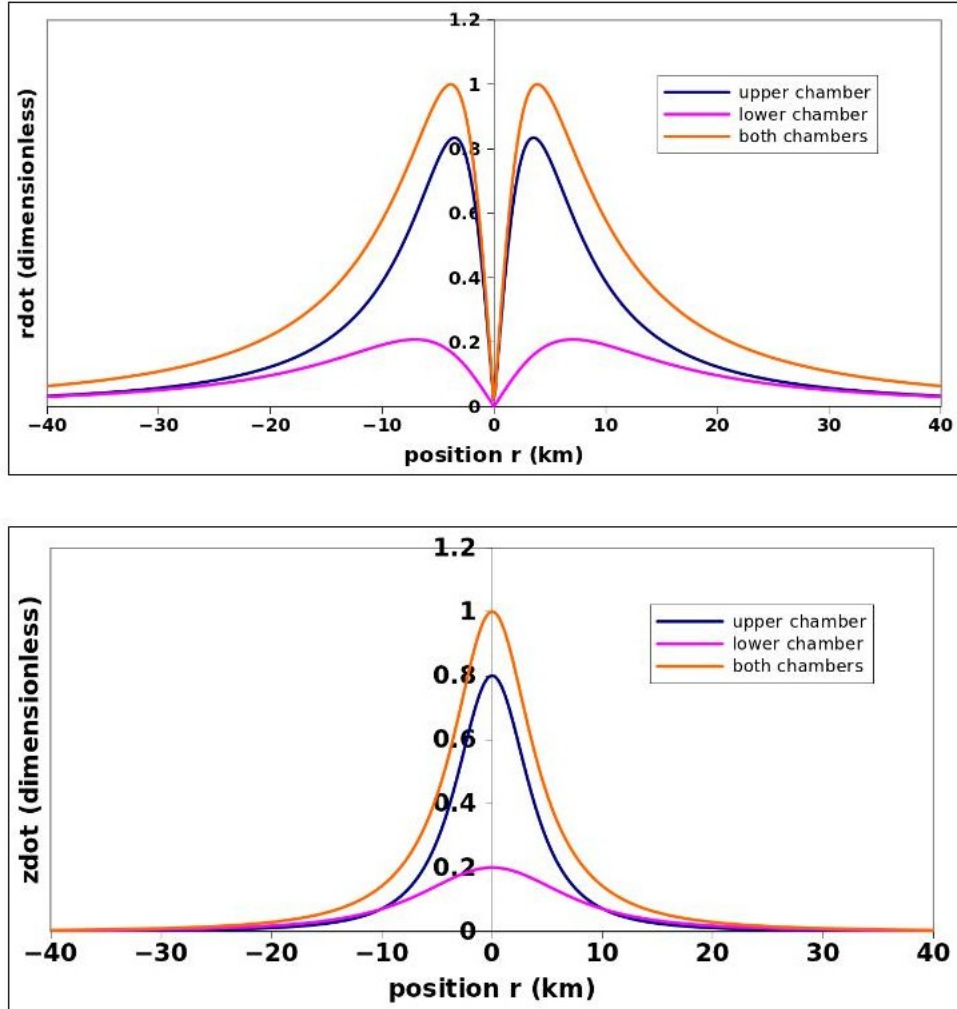 1.2
1
0.8
0.6
0.4
0.2
0
rdot (dimensionless)
upper chamber
lower chamber
both chambers
−40 −30 −20 −10 0 10 20 30 40
position r (km)
1.2
1
0.8
0.6
0.4
0.2
0
zdot (dimensionless)
upper chamber
lower chamber
both chambers
−40 −30 −20 −10 0 10 20 30 40
position r (km)